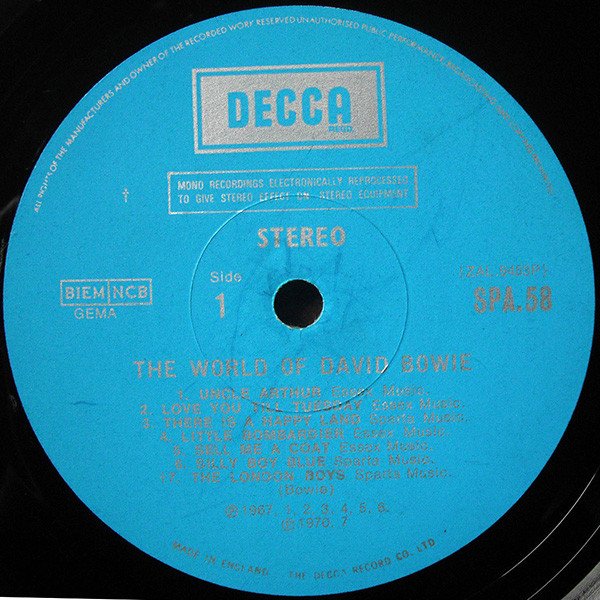 ALL RIGHTS OF THE MANUFACTURERS AND OWNER OF THE RECORDED WORK RESERVED UNAUTHORISED PUBLIC PERFORMANCE, BROADCASTING
DECCA
REGD
MONO RECORDINGS ELECTRONICALLY REPROCESSED
TO GIVE STEREO EFFECT ON STEREO EQUIPMENT
†
STEREO
Side
1
BIEM NCB
GEMA
SPA.58
THE WORLD OF DAVID BOWIE
1. UNCLE ARTHUR Essex Music.
2. LOVE YOU TILL TUESDAY Essex Music.
3. THERE IS A HAPPY LAND Sparta Music.
4. LITTLE BOMBARDIER Essex Music.
5. SELL ME A COAT Essex Music.
6. SILLY BOY BLUE Sparta Music.
†7. THE LONDON BOYS Sparta Music.
(Bowie)
℗1967. 1, 2, 3, 4, 5, 6.
℗1970. 7
MADE IN ENGLAND. THE DECCA RECORD CO. LTD